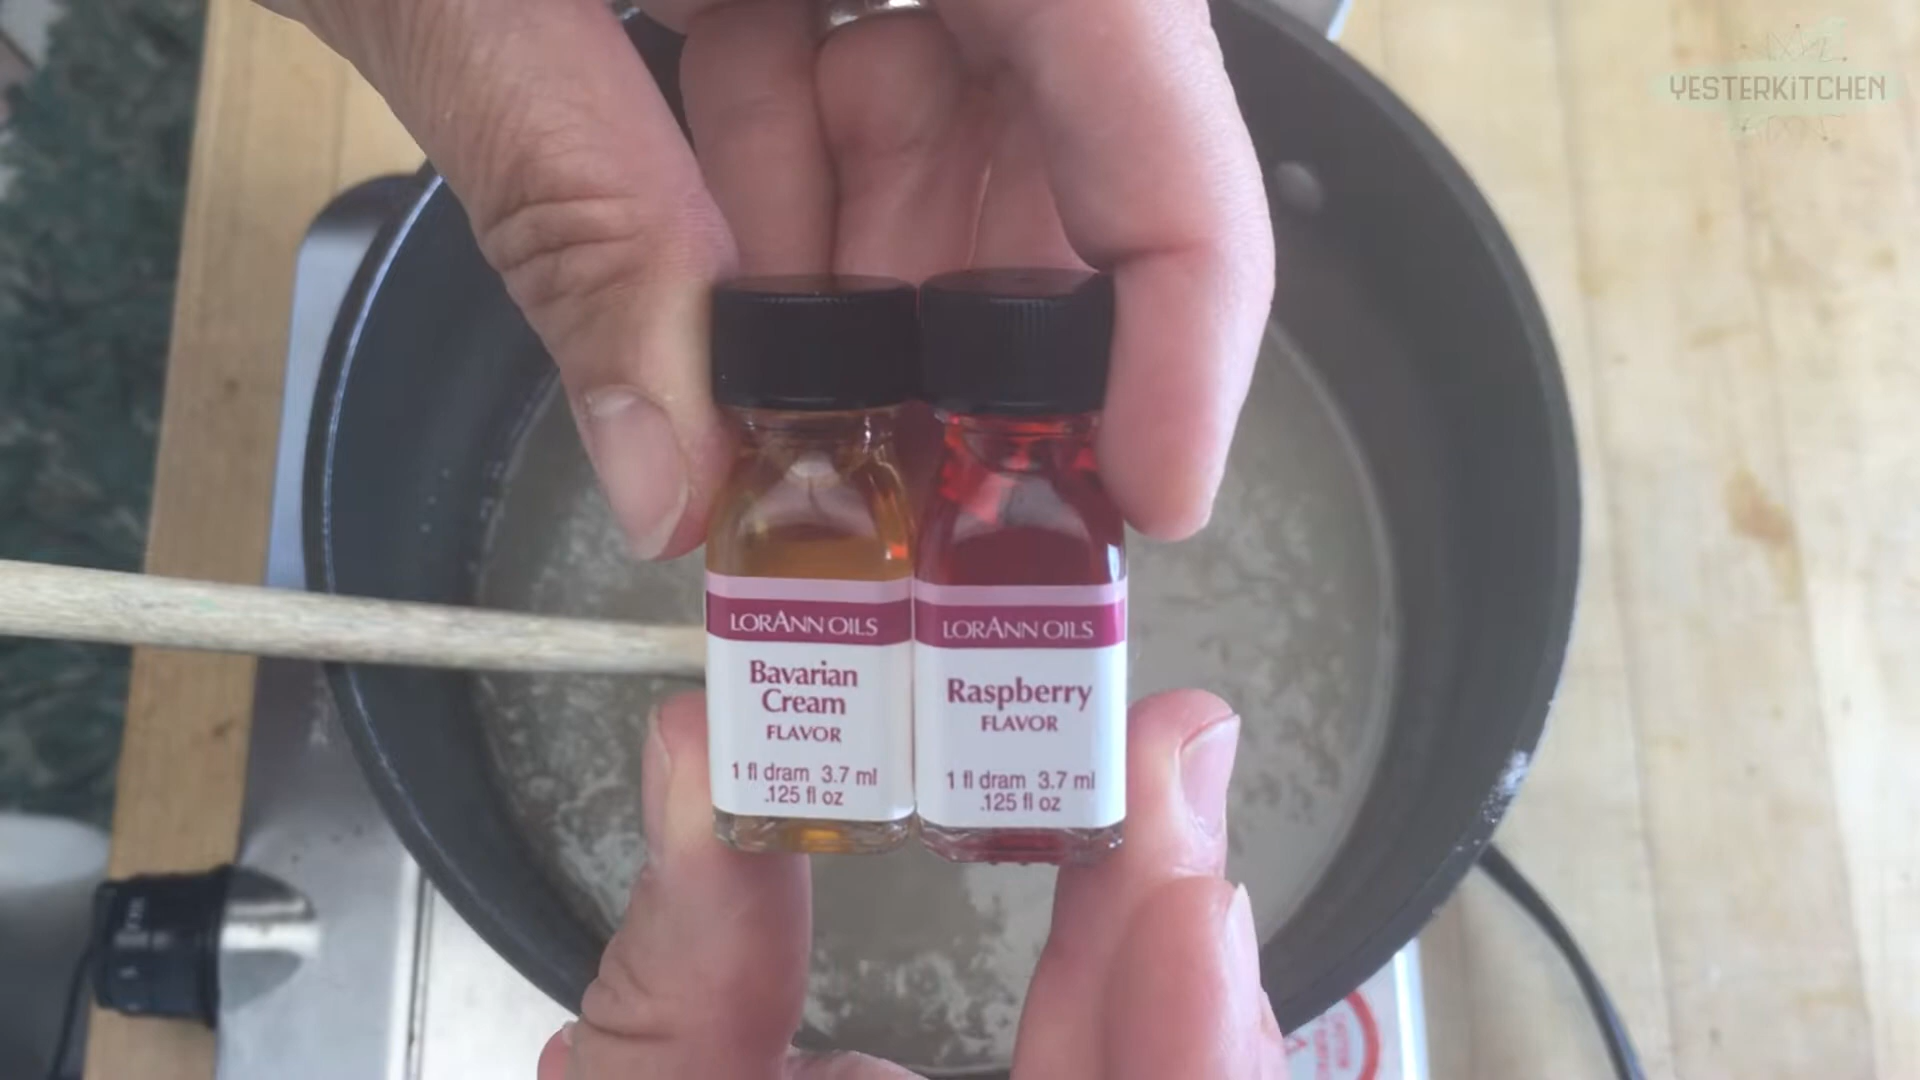 YESTERKITCHEN
LORANN OILS
Bavarian
Cream
FLAVOR
1 fl dram 3.7 ml
.125 fl oz
LORANN OILS
Raspberry
FLAVOR
1 fl dram 3.7 ml
.125 fl oz